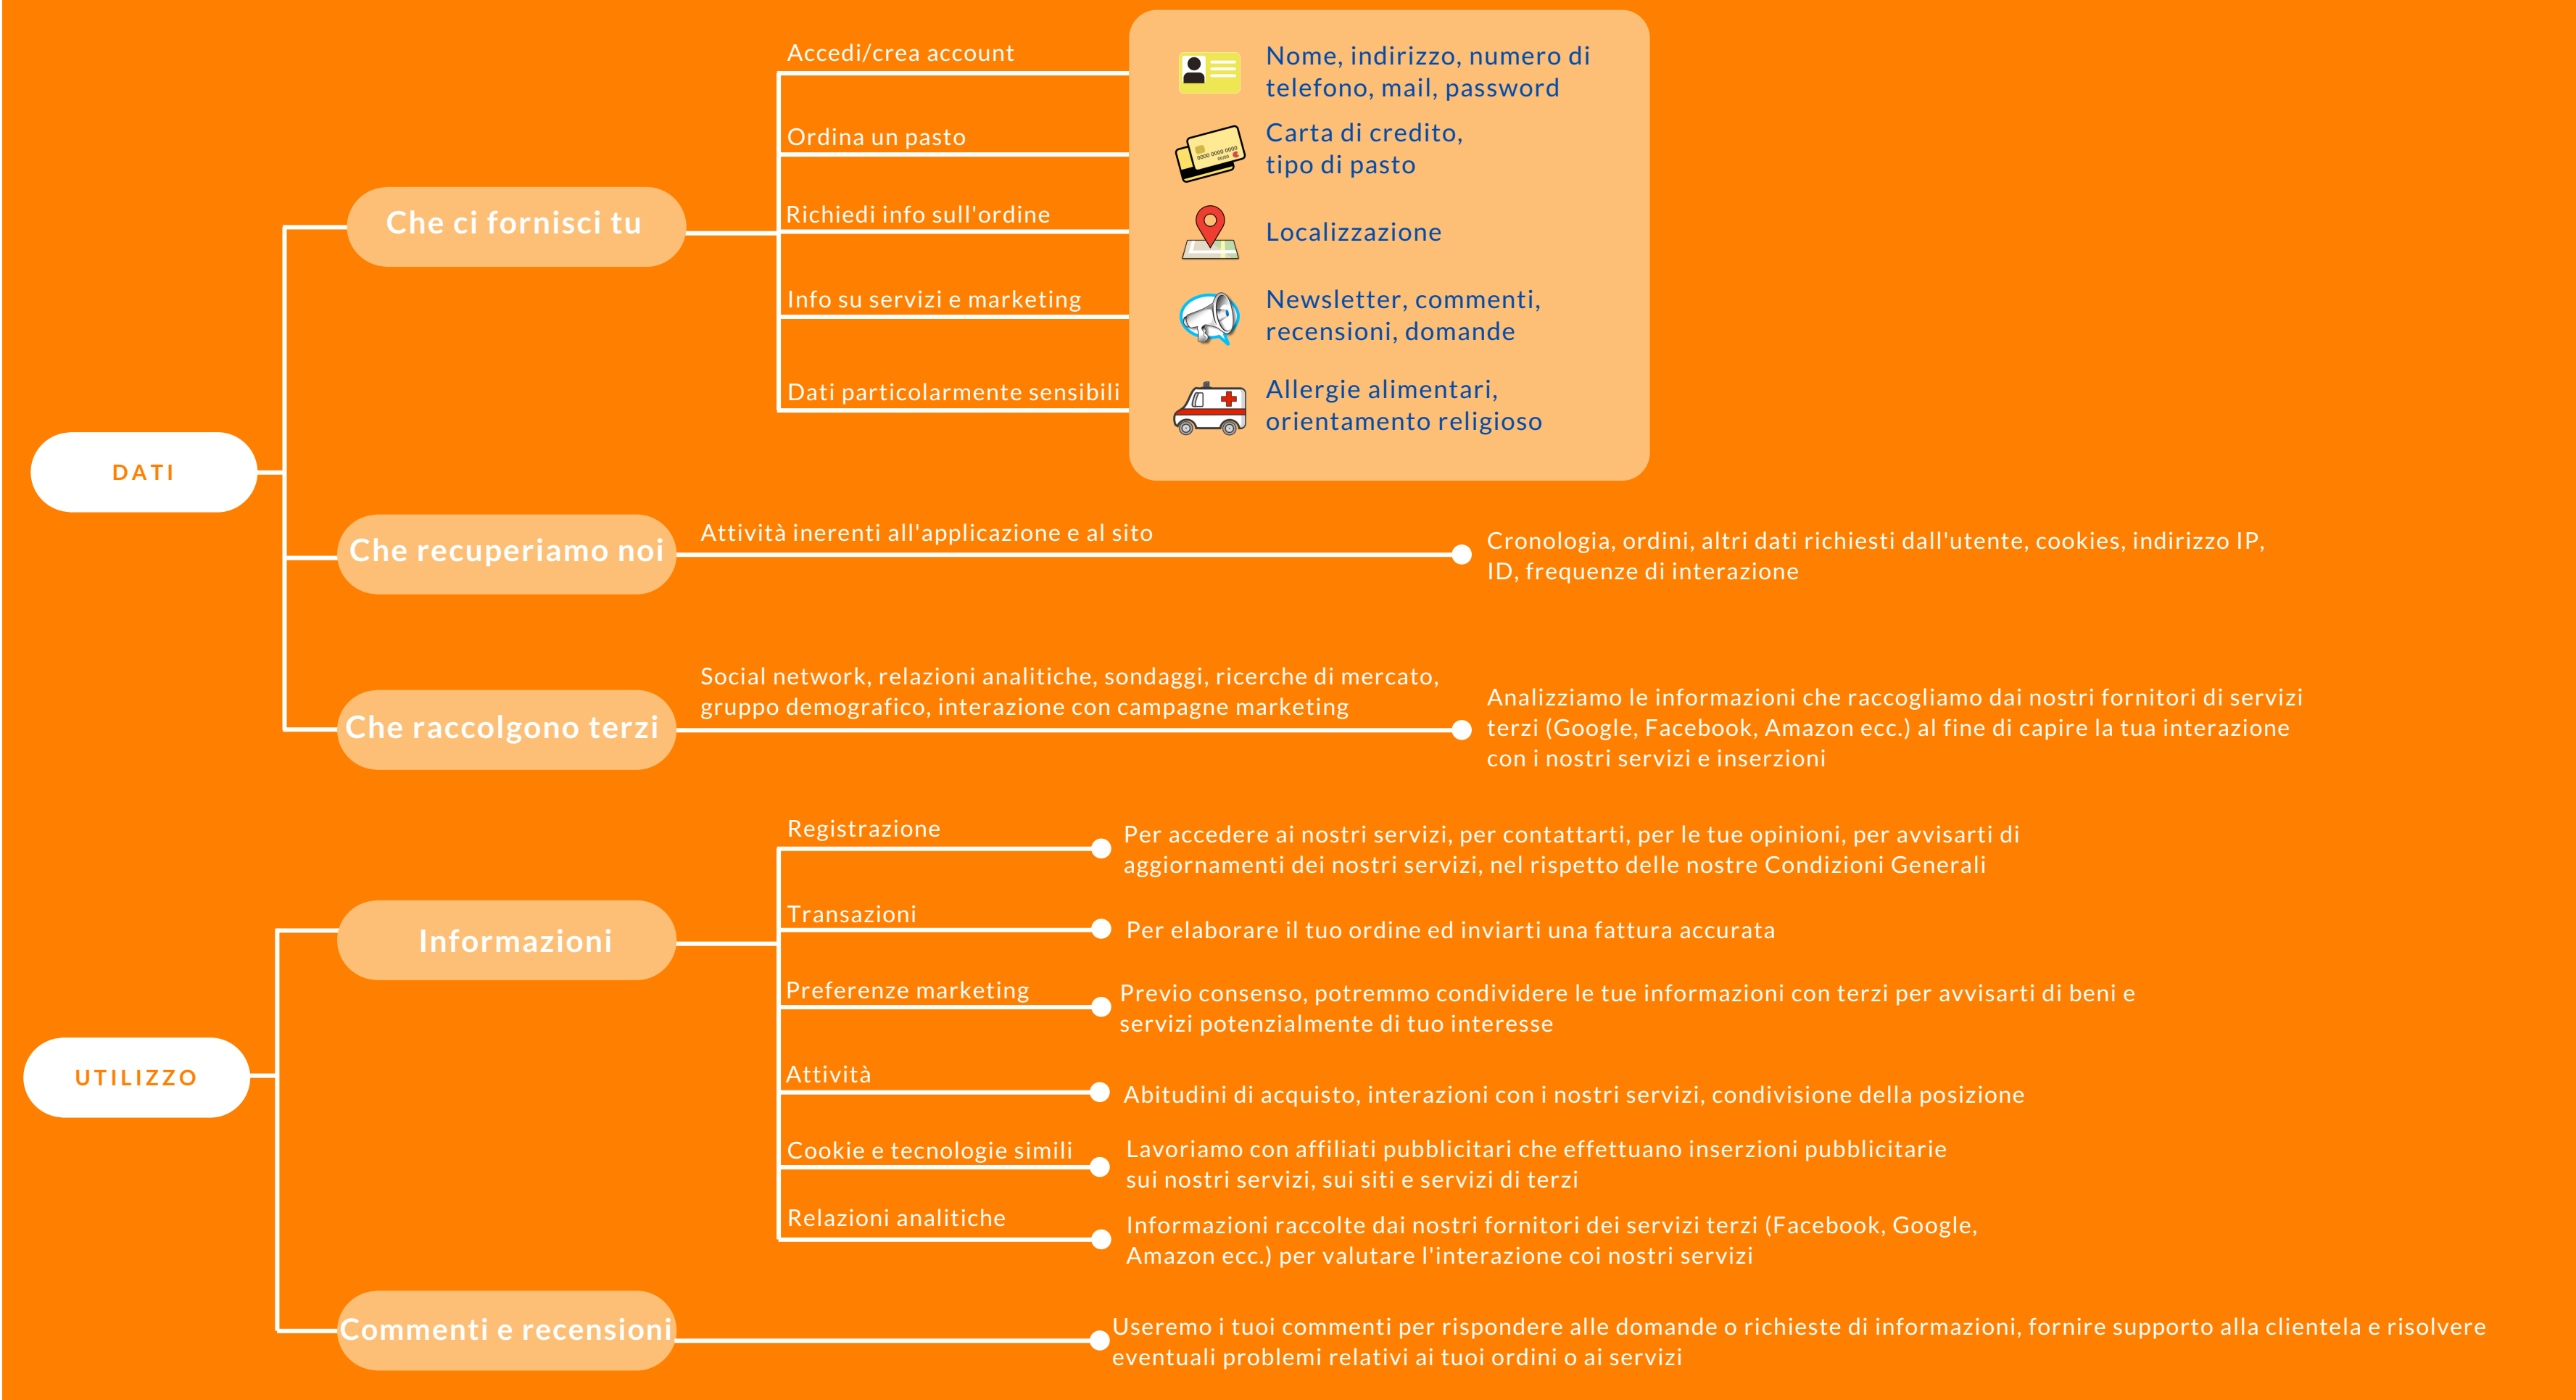 Accedi/crea account
Nome, indirizzo, numero di
telefono, mail, password
Ordina un pasto
Carta di credito,
tipo di pasto
Che ci fornisci tu
Richiedi info sull'ordine
Localizzazione
Info su servizi e marketing
Newsletter, commenti,
recensioni, domande
Dati particolarmente sensibili
Allergie alimentari,
orientamento religioso
DATI
Che recuperiamo noi
Attività inerenti all'applicazione e al sito
Cronologia, ordini, altri dati richiesti dall'utente, cookies, indirizzo IP,
ID, frequenze di interazione
Che raccolgono terzi
Social network, relazioni analitiche, sondaggi, ricerche di mercato,
gruppo demografico, interazione con campagne marketing
Analizziamo le informazioni che raccogliamo dai nostri fornitori di servizi
terzi (Google, Facebook, Amazon ecc.) al fine di capire la tua interazione
con i nostri servizi e inserzioni
UTILIZZO
Informazioni
Registrazione
Per accedere ai nostri servizi, per contattarti, per le tue opinioni, per avvisarti di
aggiornamenti dei nostri servizi, nel rispetto delle nostre Condizioni Generali
Transazioni
Per elaborare il tuo ordine ed inviarti una fattura accurata
Preferenze marketing
Previo consenso, potremmo condividere le tue informazioni con terzi per avvisarti di beni e
servizi potenzialmente di tuo interesse
Attività
Abitudini di acquisto, interazioni con i nostri servizi, condivisione della posizione
Cookie e tecnologie simili
Lavoriamo con affiliati pubblicitari che effettuano inserzioni pubblicitarie
sui nostri servizi, sui siti e servizi di terzi
Relazioni analitiche
Informazioni raccolte dai nostri fornitori dei servizi terzi (Facebook, Google,
Amazon ecc.) per valutare l'interazione coi nostri servizi
Commenti e recensioni
Useremo i tuoi commenti per rispondere alle domande o richieste di informazioni, fornire supporto alla clientela e risolvere
eventuali problemi relativi ai tuoi ordini o ai servizi